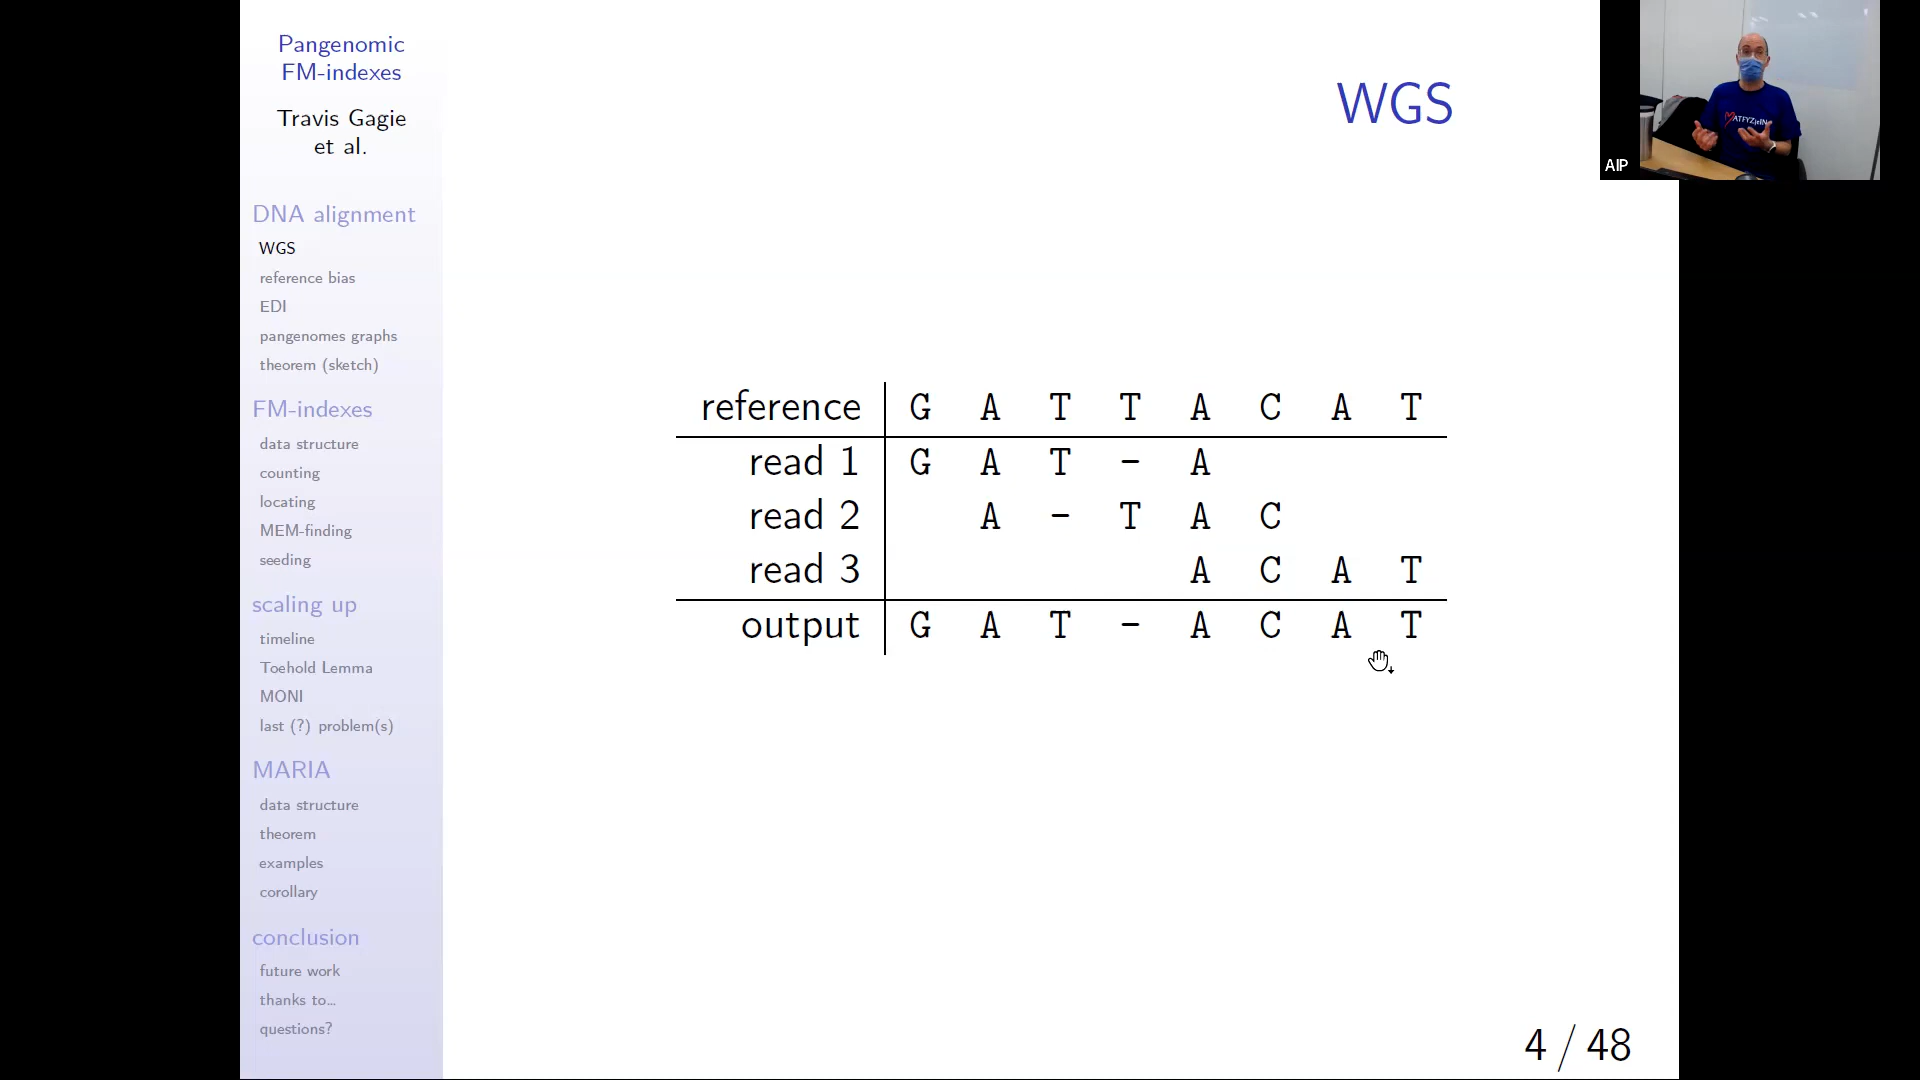 Pangenomic
FM-indexes
Travis Gagie
et al.
DNA alignment
WGS
reference bias
EDI
pangenomes graphs
theorem (sketch)
FM-indexes
data structure
counting
locating
MEM-finding
seeding
scaling up
timeline
Toehold Lemma
MONI
last (?) problem(s)
MARIA
data structure
theorem
examples
corollary
conclusion
future work
thanks to...
questions?
WGS
reference G A T T A C A T
read 1 G A T - A
read 2 A - T A C
read 3 A C A T
output G A T - A C A T
4 / 48
AIP